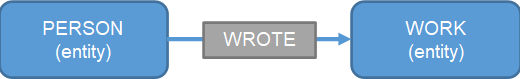 PERSON
(entity)
WROTE
WORK
(entity)